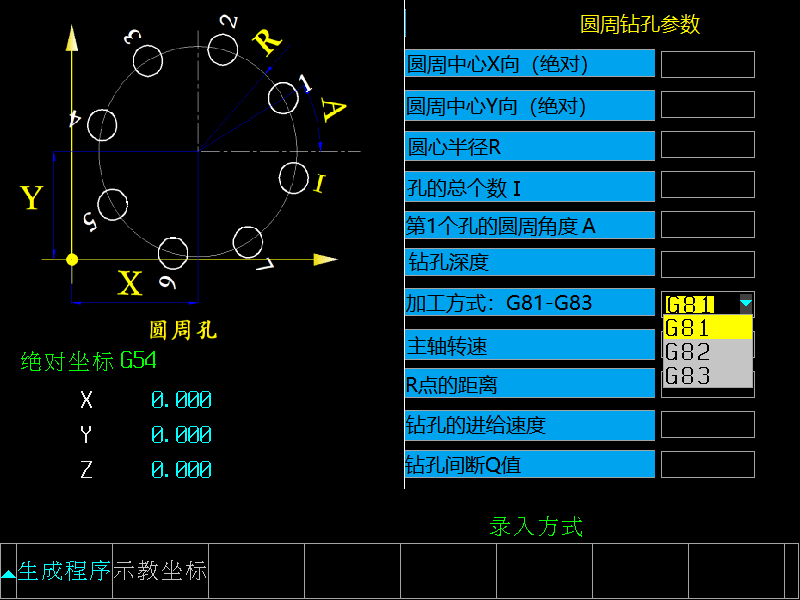 圆周钻孔参数
3
2
R
1
A
4
I
5
Y
X
6
7
圆周孔
绝对坐标 G54
X 0.000
Y 0.000
Z 0.000
圆周中心X向（绝对）
圆周中心Y向（绝对）
圆心半径R
孔的总个数 I
第1个孔的圆周角度 A
钻孔深度
加工方式：G81-G83
G81
G81
G82
G83
主轴转速
R点的距离
钻孔的进给速度
钻孔间断Q值
录入方式
生成程序
示教坐标